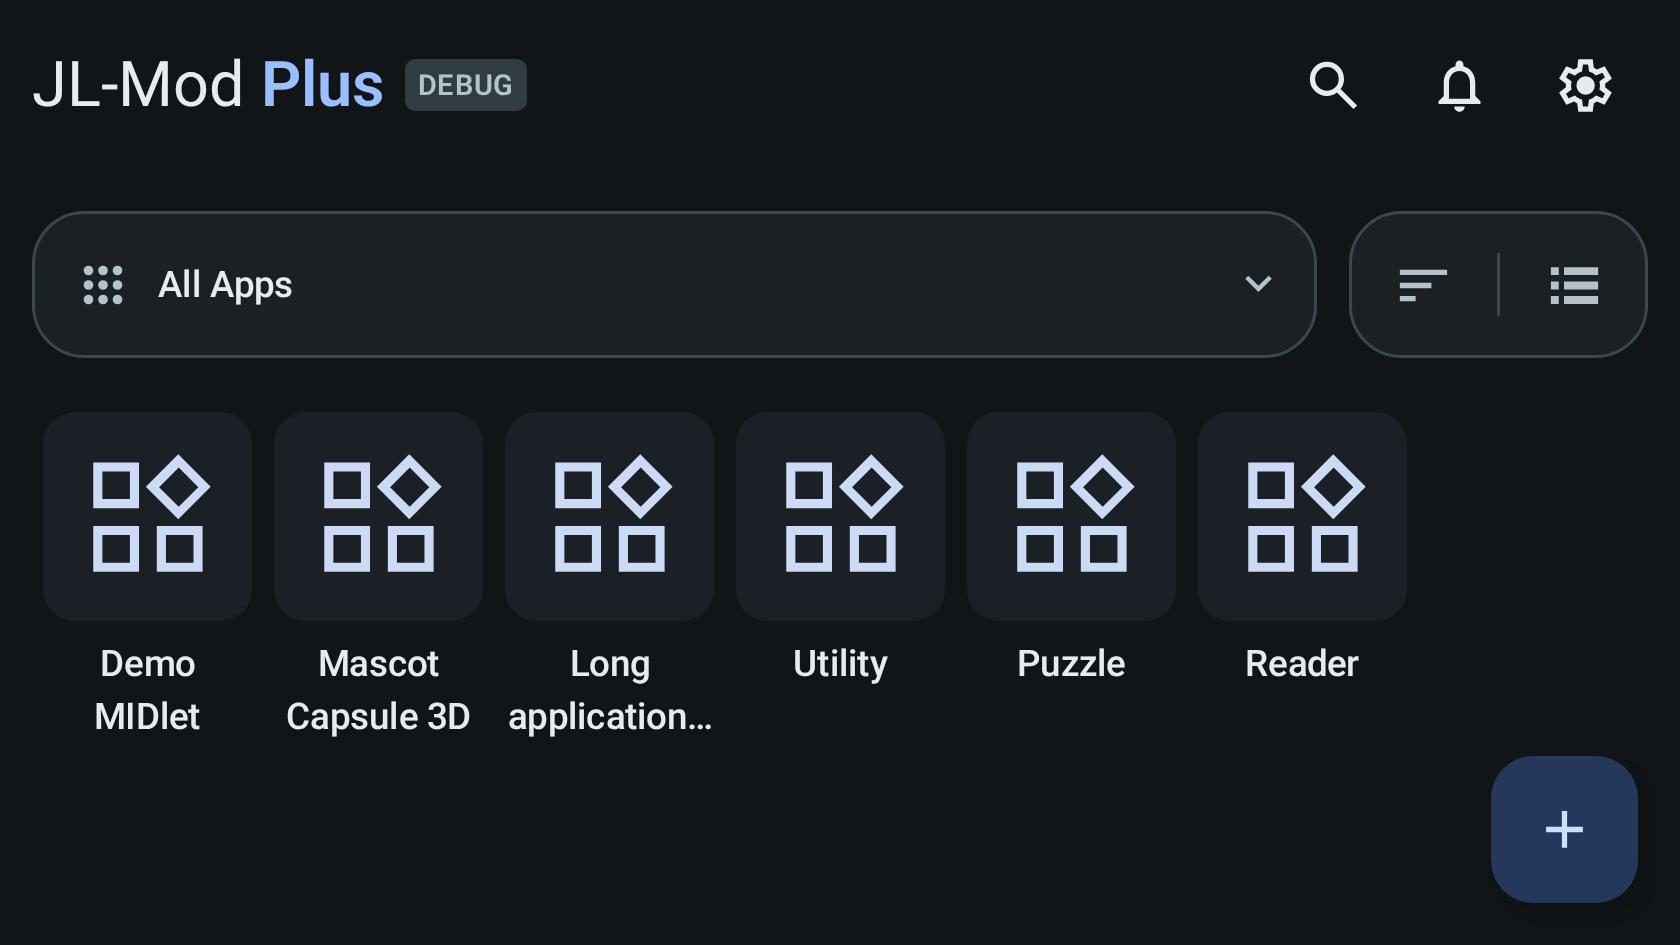 JL-Mod Plus DEBUG
All Apps
Demo
MIDlet
Mascot
Capsule 3D
Long
application...
Utility
Puzzle
Reader